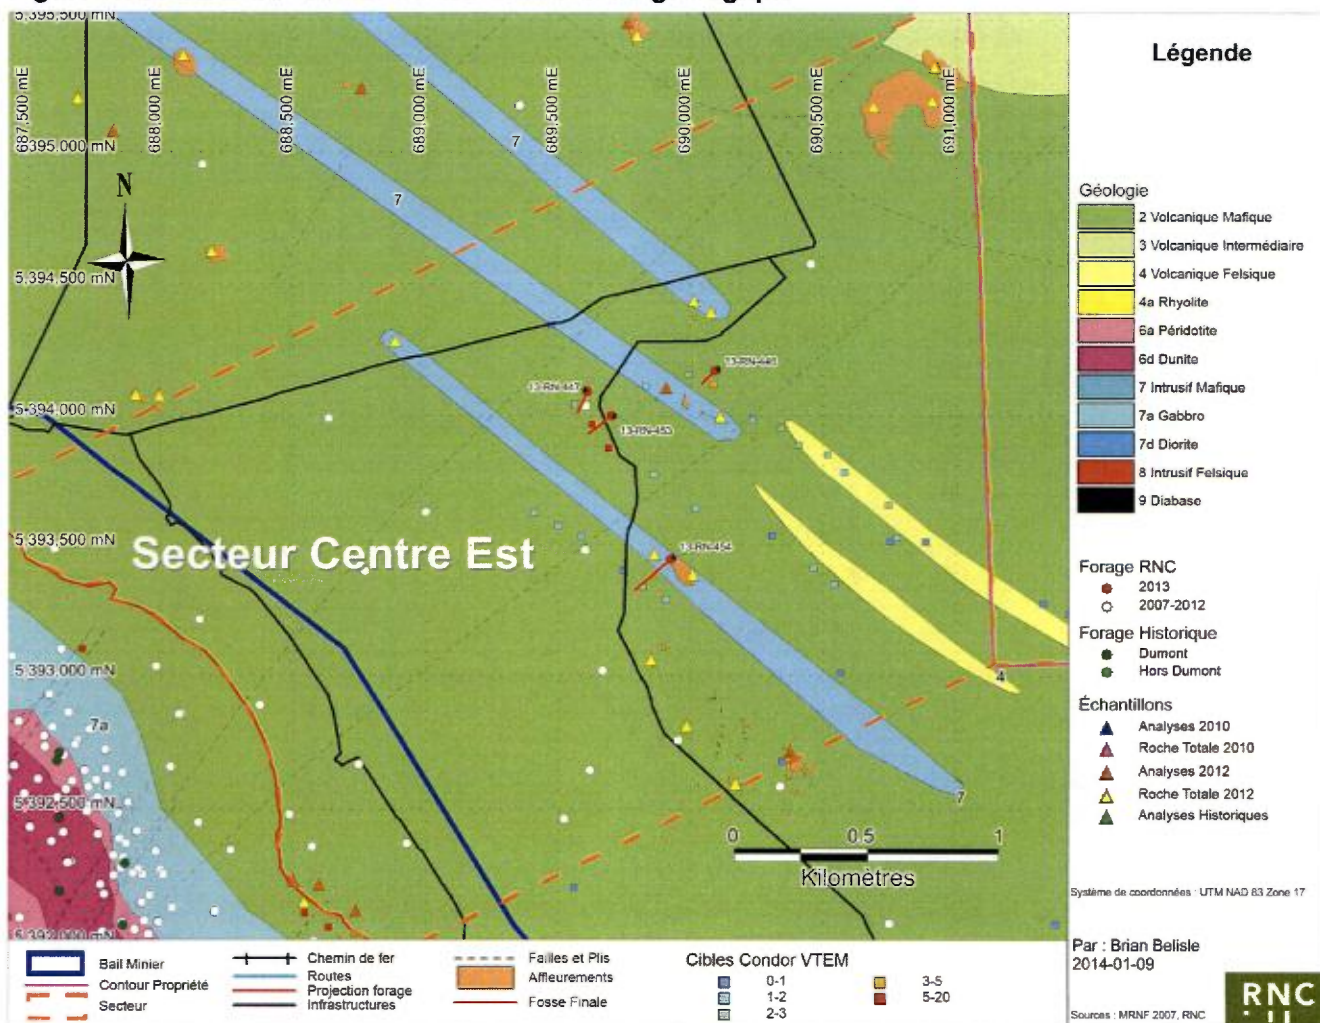 5,395,500 mN
687,500 mE
688,000 mE
688,500 mE
689,000 mE
689,500 mE
690,000 mE
690,500 mE
691,000 mE
5,395,000 mN
7
7
N
5,394,500 mN
13-RN-447
13-RN-453
5,394,000 mN
5,393,500 mN
Secteur Centre Est
13-RN-454
5,393,000 mN
4
7a
5,392,500 mN
7
0 0.5 1
Kilomètres
5,392,000 mN
Légende
Géologie
2 Volcanique Mafique
3 Volcanique Intermédiaire
4 Volcanique Felsique
4a Rhyolite
6a Péridotite
6d Dunite
7 Intrusif Mafique
7a Gabbro
7d Diorite
8 Intrusif Felsique
9 Diabase
Forage RNC
2013
2007-2012
Forage Historique
Dumont
Hors Dumont
Échantillons
Analyses 2010
Roche Totale 2010
Analyses 2012
Roche Totale 2012
Analyses Historiques
Système de coordonnées : UTM NAD 83 Zone 17
Par : Brian Belisle
2014-01-09
Sources : MRNF 2007, RNC
RNC
Bail Minier
Contour Propriété
Secteur
Chemin de fer
Routes
Projection forage
Infrastructures
Failles et Plis
Affleurements
Fosse Finale
Cibles Condor VTEM
0-1
1-2
2-3
3-5
5-20